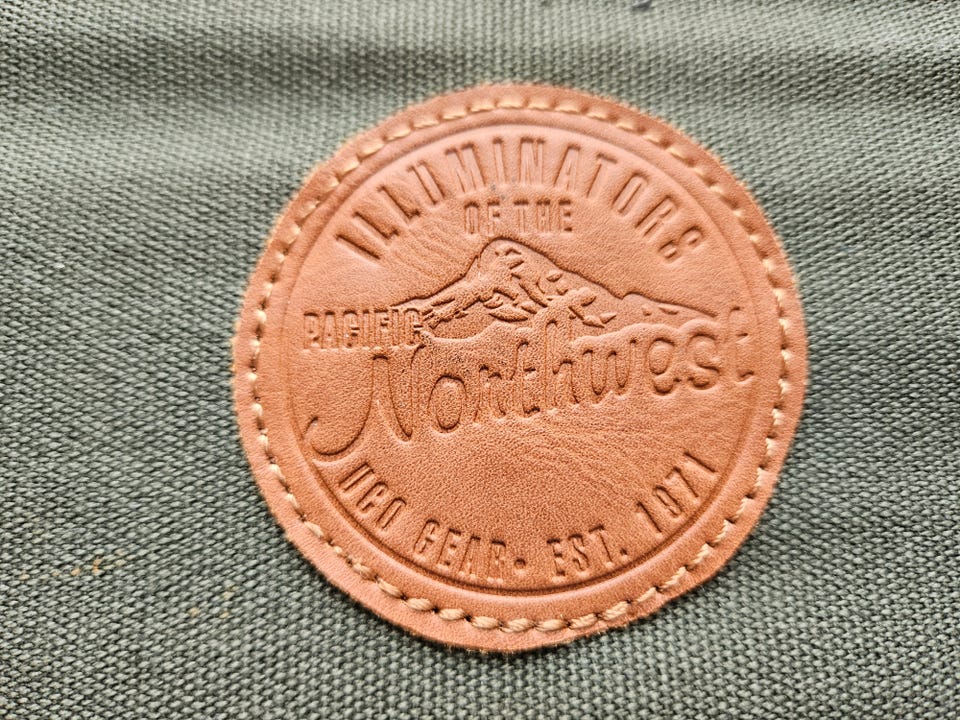 ILLUMINATORS
OF THE
PACIFIC
Northwest
UCO GEAR • EST. 1971